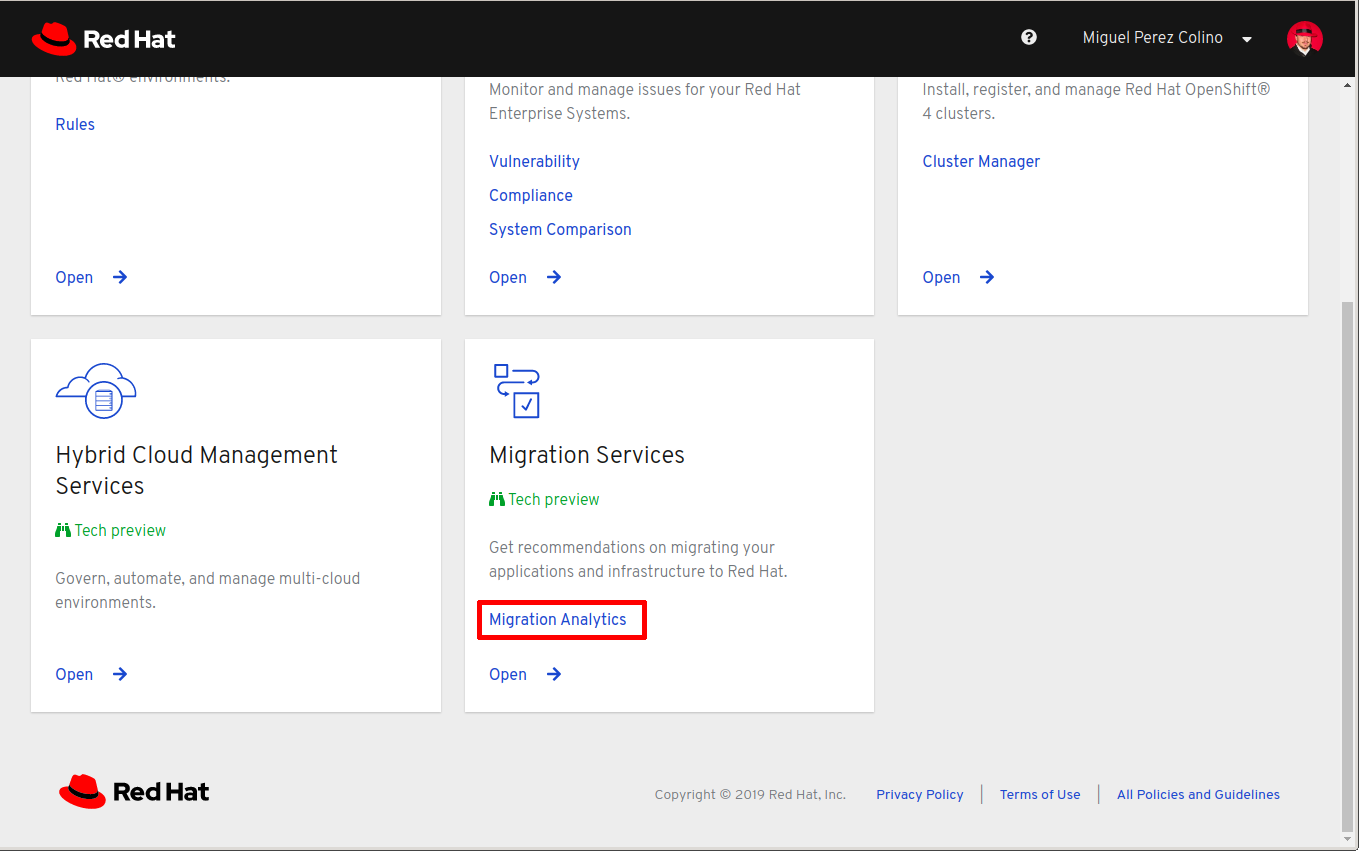 Red Hat
Miguel Perez Colino
Red Hat® environments.
Rules
Open
Monitor and manage issues for your Red Hat
Enterprise Systems.
Vulnerability
Compliance
System Comparison
Open
Install, register, and manage Red Hat OpenShift®
4 clusters.
Cluster Manager
Open
Hybrid Cloud Management
Services
Tech preview
Govern, automate, and manage multi-cloud
environments.
Open
Migration Services
Tech preview
Get recommendations on migrating your
applications and infrastructure to Red Hat.
Migration Analytics
Open
Red Hat
Copyright © 2019 Red Hat, Inc. Privacy Policy | Terms of Use | All Policies and Guidelines